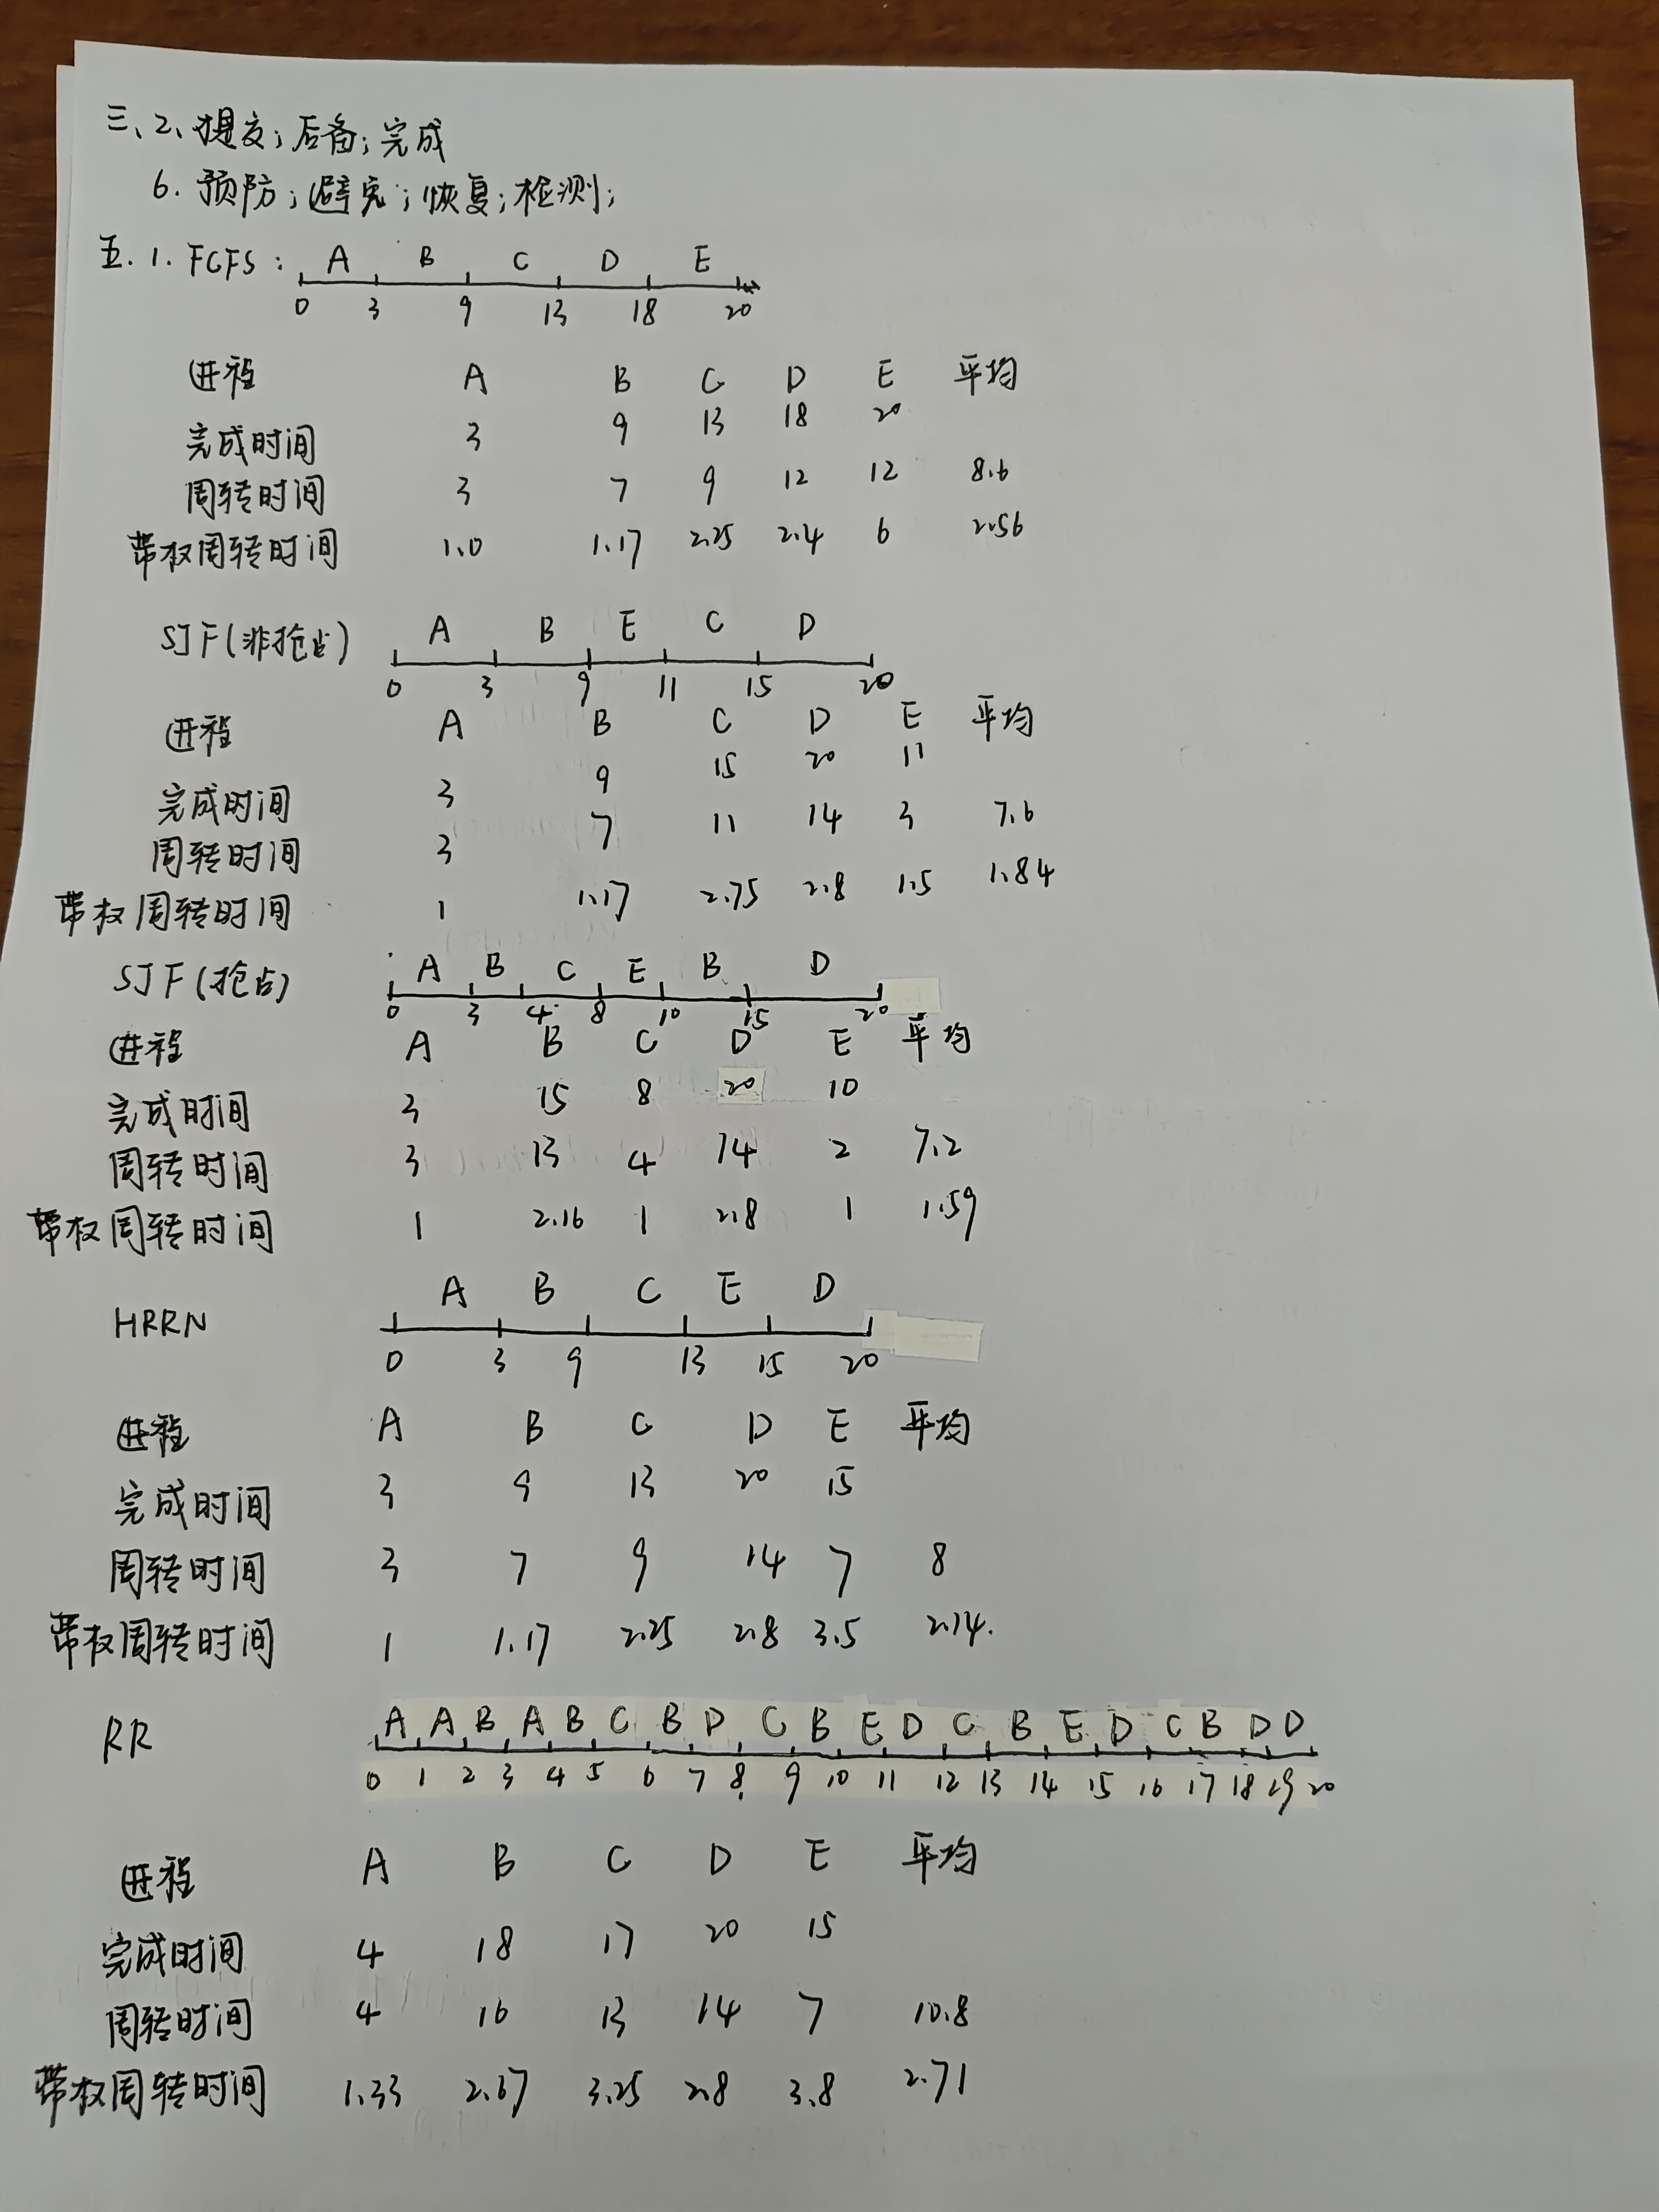 三、2、提交；后备；完成
6. 预防；避免；恢复；检测；
五. 1. FCFS: A B C D E
0 3 9 13 18 20
进程 A B C D E 平均
完成时间 3 9 13 18 20
周转时间 3 7 9 12 12 8.6
带权周转时间 1.0 1.17 2.25 2.4 6 2.56
SJF(非抢占) A B E C D
0 3 9 11 15 20
进程 A B C D E 平均
完成时间 3 9 15 20 11
周转时间 3 7 11 14 3 7.6
带权周转时间 1 1.17 2.75 2.8 1.5 1.84
SJF(抢占) A B C E B D
0 3 4 8 10 15 20
进程 A B C D E 平均
完成时间 3 15 8 20 10
周转时间 3 13 4 14 2 7.2
带权周转时间 1 2.16 1 2.8 1 1.59
HRRN A B C E D
0 3 9 13 15 20
进程 A B C D E 平均
完成时间 3 9 13 20 15
周转时间 3 7 9 14 7 8
带权周转时间 1 1.17 2.25 2.8 3.5 2.14.
RR A A B A B C B D C B E D C B E D C B D D
0 1 2 3 4 5 6 7 8 9 10 11 12 13 14 15 16 17 18 19 20
进程 A B C D E 平均
完成时间 4 18 17 20 15
周转时间 4 16 13 14 7 10.8
带权周转时间 1.33 2.67 3.25 2.8 3.8 2.71